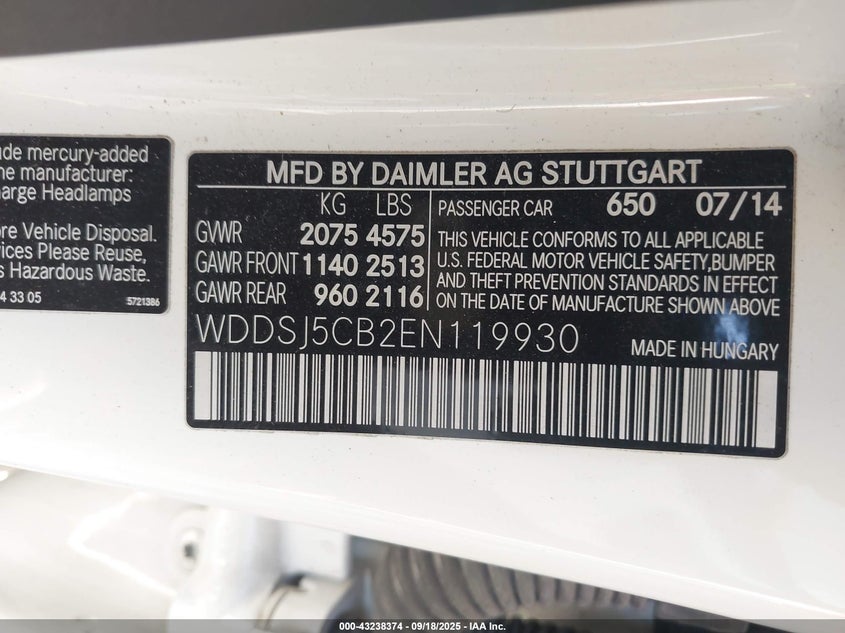 ude mercury-added
he manufacturer:
harge Headlamps
ore Vehicle Disposal.
vices Please Reuse,
s Hazardous Waste.
4 33 05
5721386
MFD BY DAIMLER AG STUTTGART
KG LBS
GVWR 2075 4575
GAWR FRONT 1140 2513
GAWR REAR 960 2116
PASSENGER CAR 650 07/14
THIS VEHICLE CONFORMS TO ALL APPLICABLE
U.S. FEDERAL MOTOR VEHICLE SAFETY,BUMPER
AND THEFT PREVENTION STANDARDS IN EFFECT
ON THE DATE OF MANUFACTURE SHOWN ABOVE
WDDSJ5CB2EN119930
MADE IN HUNGARY
000-43238374 - 09/18/2025 - IAA Inc.